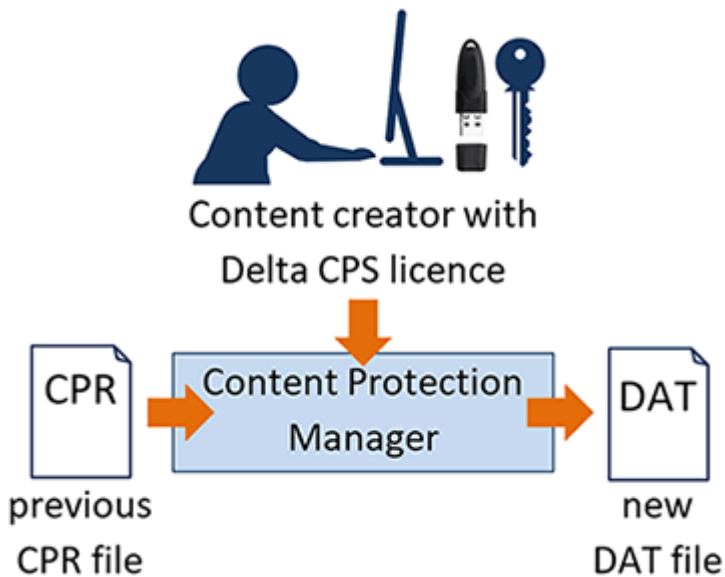 Content creator with
Delta CPS licence
Content Protection
Manager
CPR
previous
CPR file
DAT
new
DAT file